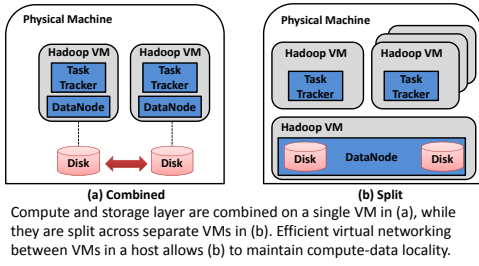 Physical Machine
Hadoop VM
Task
Tracker
DataNode
Disk
Hadoop VM
Task
Tracker
DataNode
Disk
(a) Combined
Physical Machine
Hadoop VM
Task
Tracker
Hadoop VM
Task
Tracker
Hadoop VM
Disk
DataNode
Disk
(b) Split
Compute and storage layer are combined on a single VM in (a), while
they are split across separate VMs in (b). Efficient virtual networking
between VMs in a host allows (b) to maintain compute-data locality.